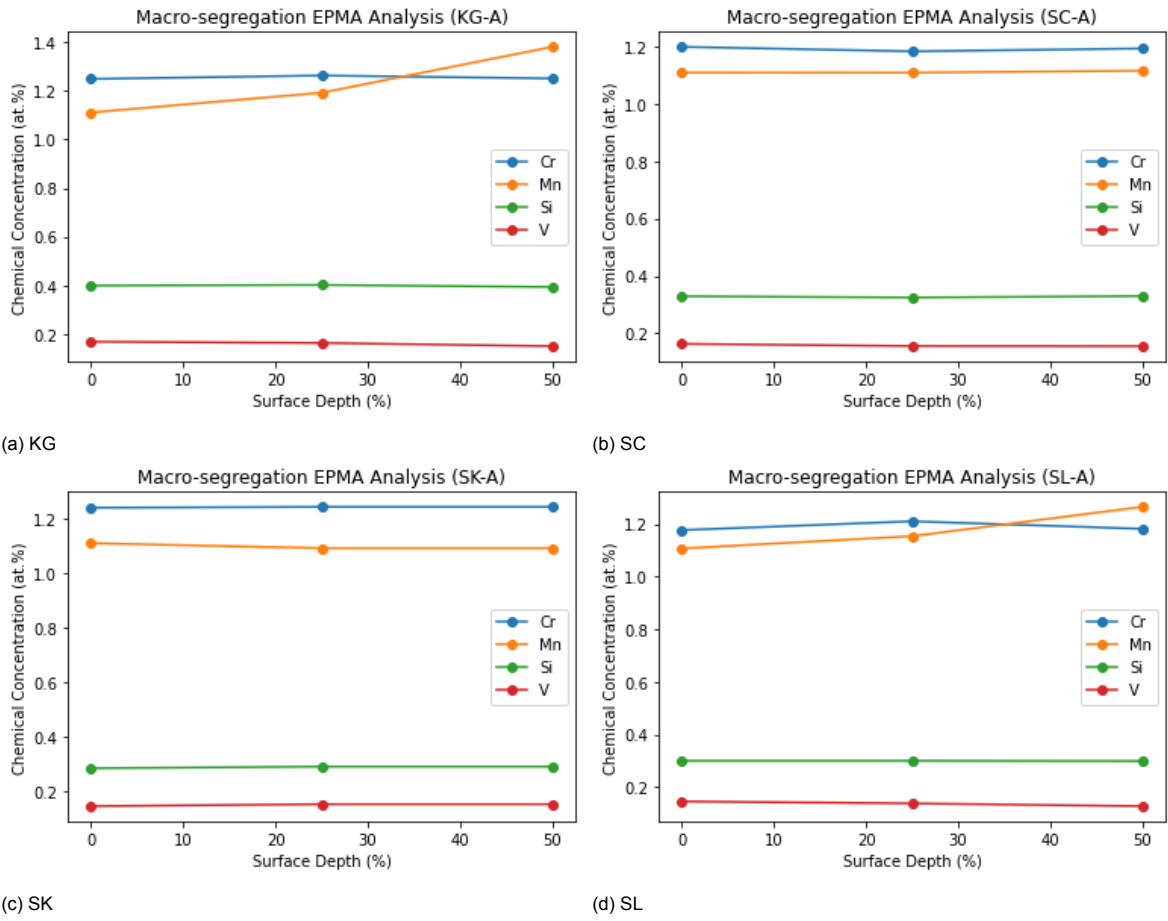 Macro-segregation EPMA Analysis (KG-A)
Chemical Concentration (at.%)
1.4
1.2
1.0
0.8
0.6
0.4
0.2
Cr
Mn
Si
V
0 10 20 30 40 50
Surface Depth (%)
(a) KG
Macro-segregation EPMA Analysis (SC-A)
Chemical Concentration (at.%)
1.2
1.0
0.8
0.6
0.4
0.2
Cr
Mn
Si
V
0 10 20 30 40 50
Surface Depth (%)
(b) SC
Macro-segregation EPMA Analysis (SK-A)
Chemical Concentration (at.%)
1.2
1.0
0.8
0.6
0.4
0.2
Cr
Mn
Si
V
0 10 20 30 40 50
Surface Depth (%)
(c) SK
Macro-segregation EPMA Analysis (SL-A)
Chemical Concentration (at.%)
1.2
1.0
0.8
0.6
0.4
0.2
Cr
Mn
Si
V
0 10 20 30 40 50
Surface Depth (%)
(d) SL